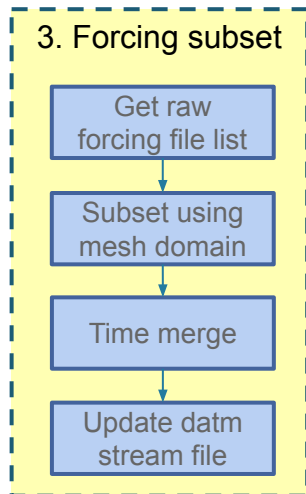 3. Forcing subset
Get raw
forcing file list
Subset using
mesh domain
Time merge
Update datm
stream file